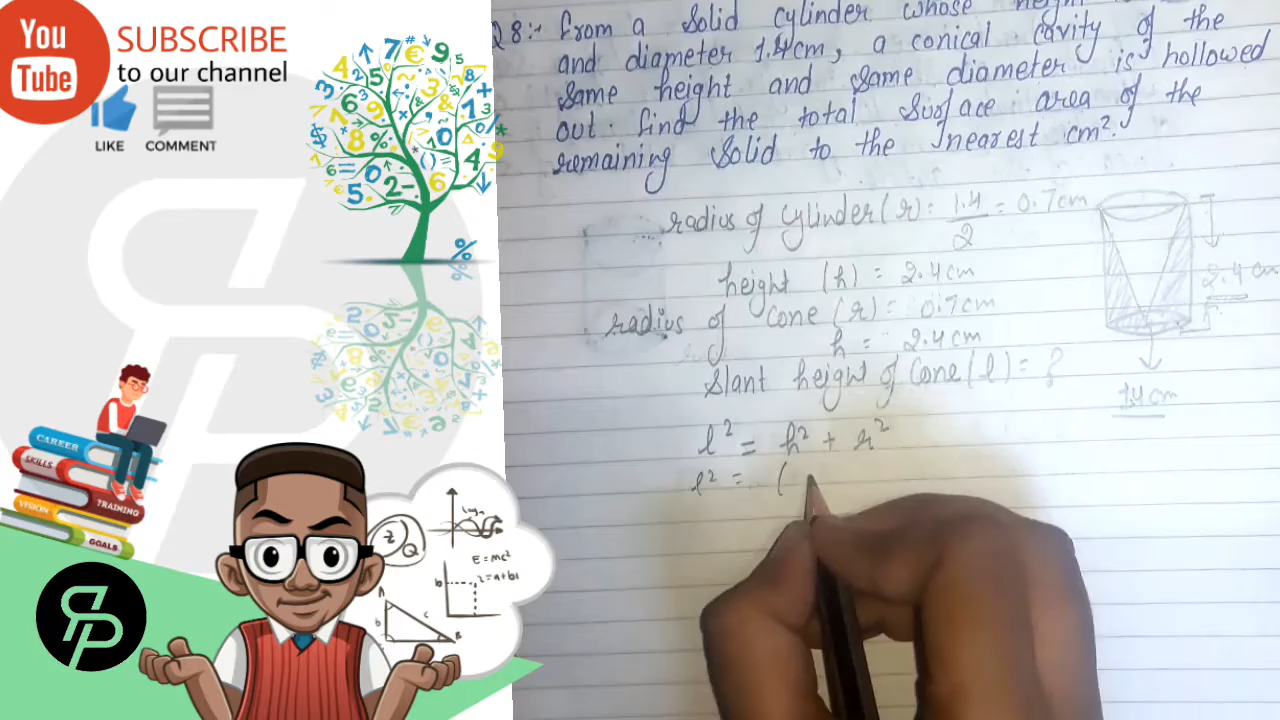 You
Tube
SUBSCRIBE
to our channel
LIKE COMMENT
CAREER
SKILLS
TRAINING
VISION
GOALS
E=mc²
Q8:- From a solid cylinder whose height
and diameter 1.4cm, a conical cavity of the
same height and same diameter is hollowed
out. find the total surface area of the
remaining solid to the nearest cm².
radius of cylinder (r) = 1.4/2 = 0.7cm
height (h) = 2.4cm
radius of cone (r) = 0.7cm
h = 2.4cm
Slant height of cone (l) = ?
2.4cm
1.4cm
l² = h² + r²
l² = (